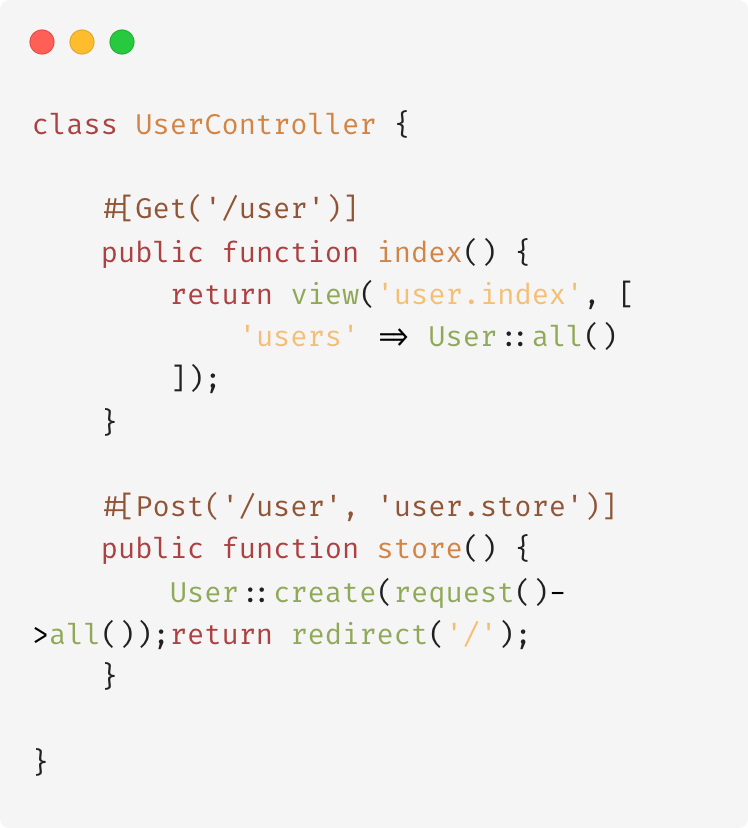 class UserController {
#[Get('/user')]
public function index() {
return view('user.index', [
'users' => User::all()
]);
}
#[Post('/user', 'user.store')]
public function store() {
User::create(request()-
>all());return redirect('/');
}
}